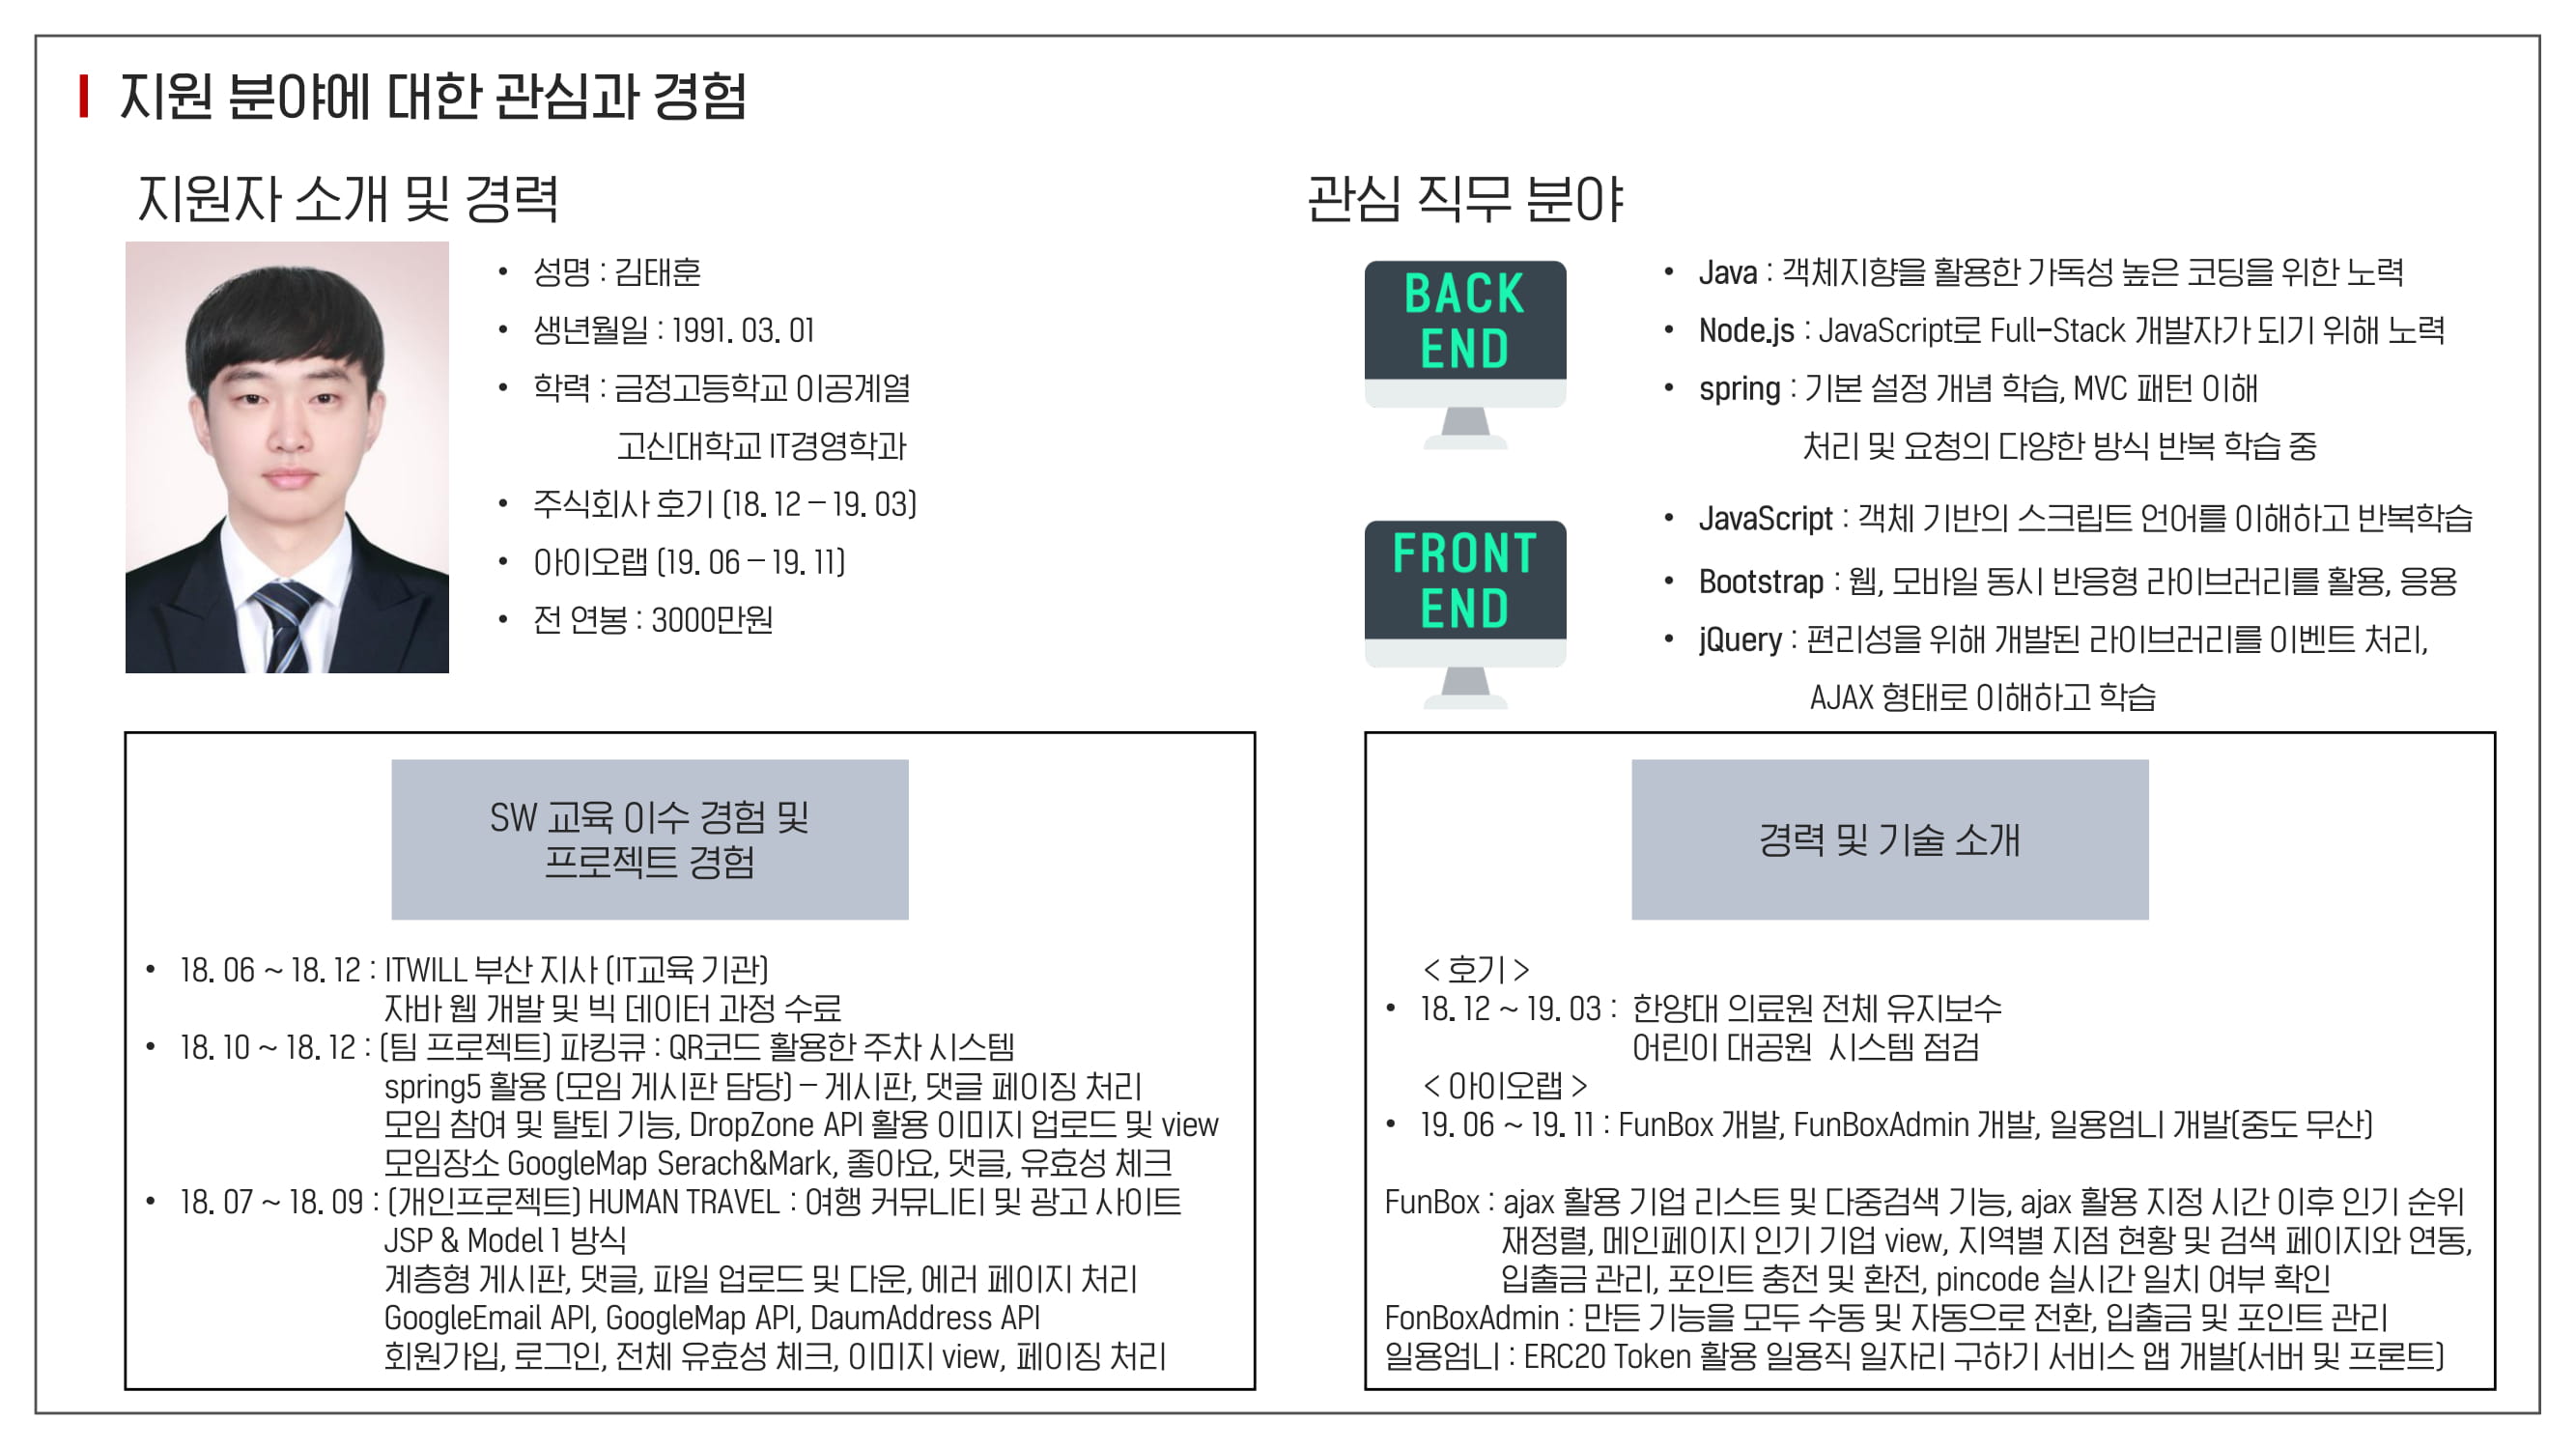 지원 분야에 대한 관심과 경험
지원자 소개 및 경력
• 성명 : 김태훈
• 생년월일 : 1991. 03. 01
• 학력 : 금정고등학교 이공계열
고신대학교 IT경영학과
• 주식회사 호기 (18. 12 – 19. 03)
• 아이오랩 (19. 06 – 19. 11)
• 전 연봉 : 3000만원
관심 직무 분야
BACK
END
• Java : 객체지향을 활용한 가독성 높은 코딩을 위한 노력
• Node.js : JavaScript로 Full-Stack 개발자가 되기 위해 노력
• spring : 기본 설정 개념 학습, MVC 패턴 이해
처리 및 요청의 다양한 방식 반복 학습 중
FRONT
END
• JavaScript : 객체 기반의 스크립트 언어를 이해하고 반복학습
• Bootstrap : 웹, 모바일 동시 반응형 라이브러리를 활용, 응용
• jQuery : 편리성을 위해 개발된 라이브러리를 이벤트 처리,
AJAX 형태로 이해하고 학습
SW 교육 이수 경험 및
프로젝트 경험
• 18. 06 ~ 18. 12 : ITWILL 부산 지사 (IT교육 기관)
자바 웹 개발 및 빅 데이터 과정 수료
• 18. 10 ~ 18. 12 : (팀 프로젝트) 파킹큐 : QR코드 활용한 주차 시스템
spring5 활용 (모임 게시판 담당) – 게시판, 댓글 페이징 처리
모임 참여 및 탈퇴 기능, DropZone API 활용 이미지 업로드 및 view
모임장소 GoogleMap Serach&Mark, 좋아요, 댓글, 유효성 체크
• 18. 07 ~ 18. 09 : (개인프로젝트) HUMAN TRAVEL : 여행 커뮤니티 및 광고 사이트
JSP & Model 1 방식
계층형 게시판, 댓글, 파일 업로드 및 다운, 에러 페이지 처리
GoogleEmail API, GoogleMap API, DaumAddress API
회원가입, 로그인, 전체 유효성 체크, 이미지 view, 페이징 처리
경력 및 기술 소개
< 호기 >
• 18. 12 ~ 19. 03 : 한양대 의료원 전체 유지보수
어린이 대공원 시스템 점검
< 아이오랩 >
• 19. 06 ~ 19. 11 : FunBox 개발, FunBoxAdmin 개발, 일용엄니 개발(중도 무산)
FunBox : ajax 활용 기업 리스트 및 다중검색 기능, ajax 활용 지정 시간 이후 인기 순위
재정렬, 메인페이지 인기 기업 view, 지역별 지점 현황 및 검색 페이지와 연동,
입출금 관리, 포인트 충전 및 환전, pincode 실시간 일치 여부 확인
FonBoxAdmin : 만든 기능을 모두 수동 및 자동으로 전환, 입출금 및 포인트 관리
일용엄니 : ERC20 Token 활용 일용직 일자리 구하기 서비스 앱 개발(서버 및 프론트)